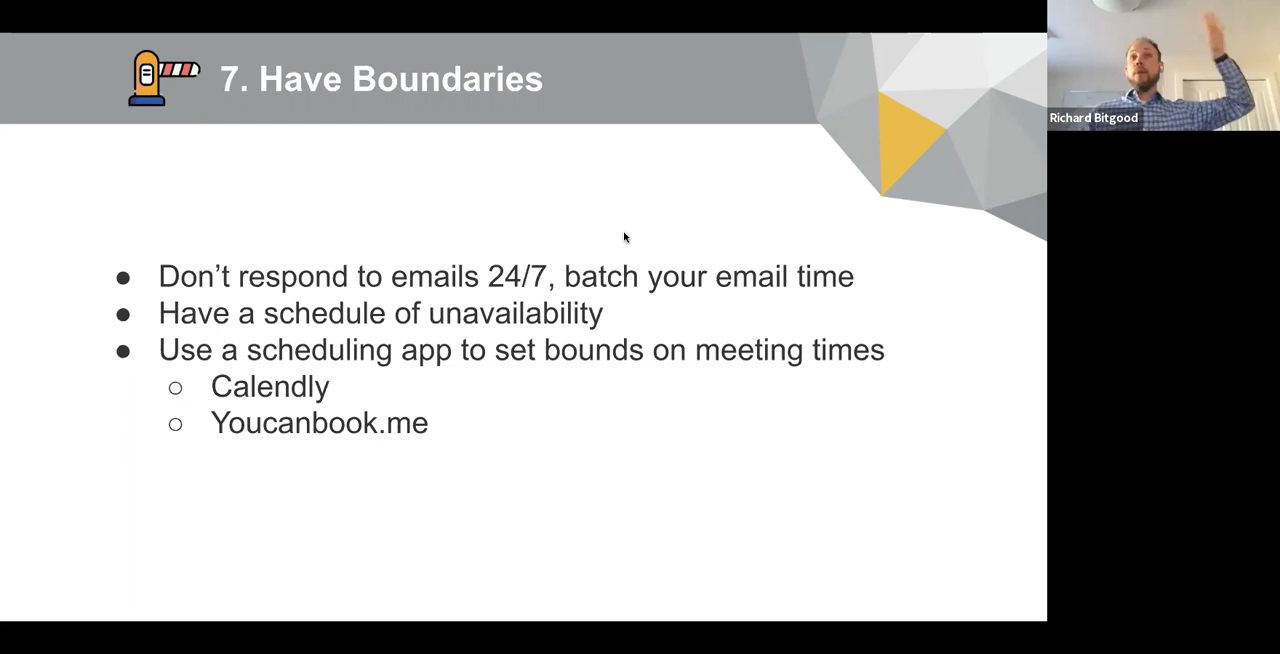 7. Have Boundaries
Richard Bitgood
● Don’t respond to emails 24/7, batch your email time
● Have a schedule of unavailability
● Use a scheduling app to set bounds on meeting times
○ Calendly
○ Youcanbook.me